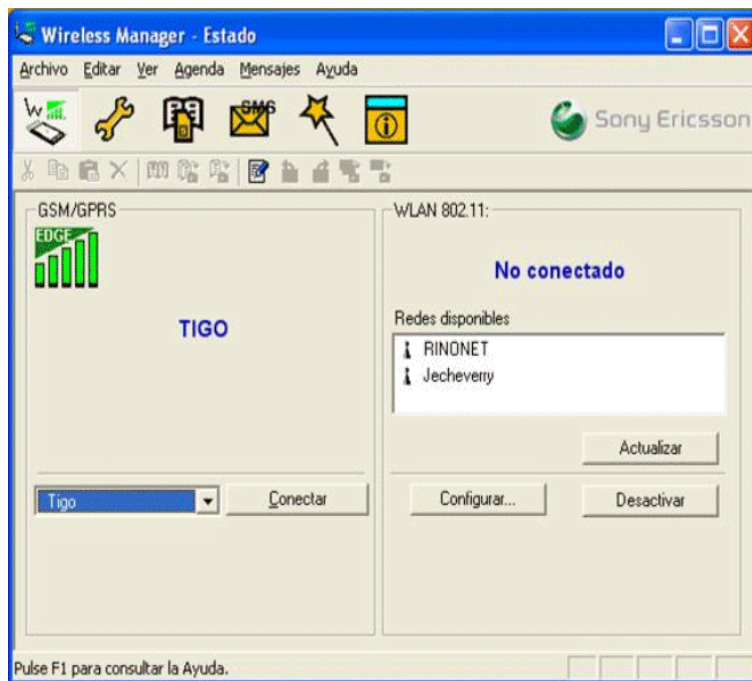 Wireless Manager - Estado
Archivo Editar Ver Agenda Mensajes Ayuda
W SMS Sony Ericsson
GSM/GPRS
EDGE
TIGO
Tigo
Conectar
WLAN 802.11:
No conectado
Redes disponibles
RINONET
Jecheverry
Actualizar
Configurar...
Desactivar
Pulse F1 para consultar la Ayuda.